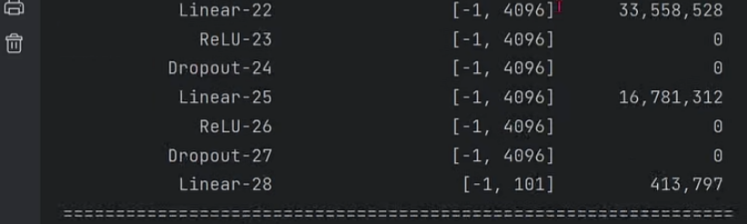 Linear-22 [-1, 4096] 33,558,528
ReLU-23 [-1, 4096] 0
Dropout-24 [-1, 4096] 0
Linear-25 [-1, 4096] 16,781,312
ReLU-26 [-1, 4096] 0
Dropout-27 [-1, 4096] 0
Linear-28 [-1, 101] 413,797
================================================================